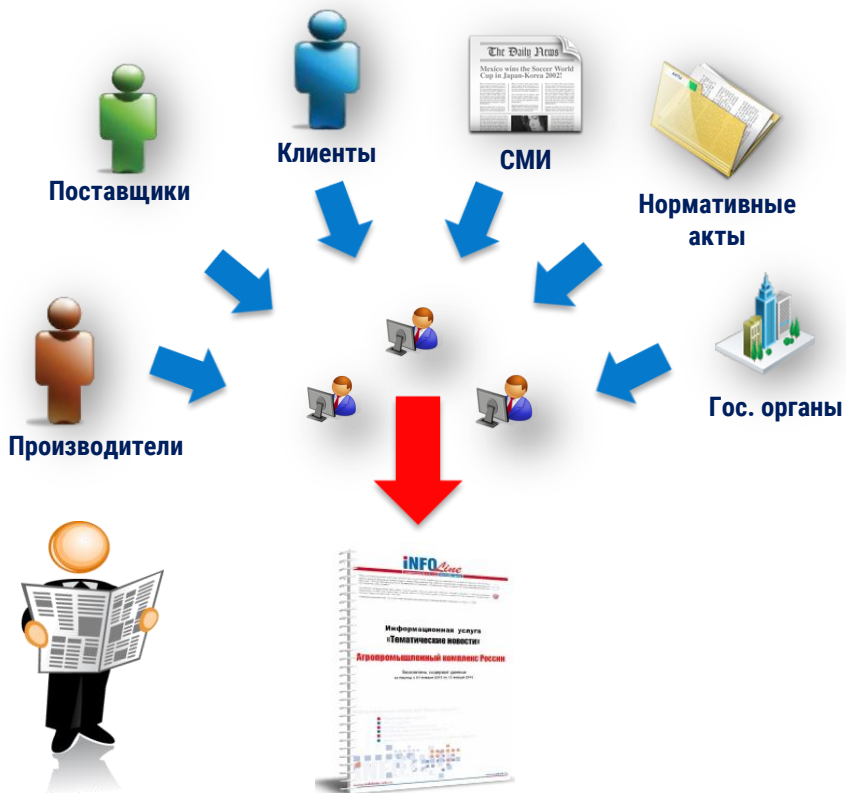 The Daily News
Mexico wins the Soccer World
Cup in Japan-Korea 2002!
Клиенты
СМИ
Поставщики
Нормативные
акты
Гос. органы
Производители
iNFOLine
Информационная услуга
«Тематические новости»
Агропромышленный комплекс России